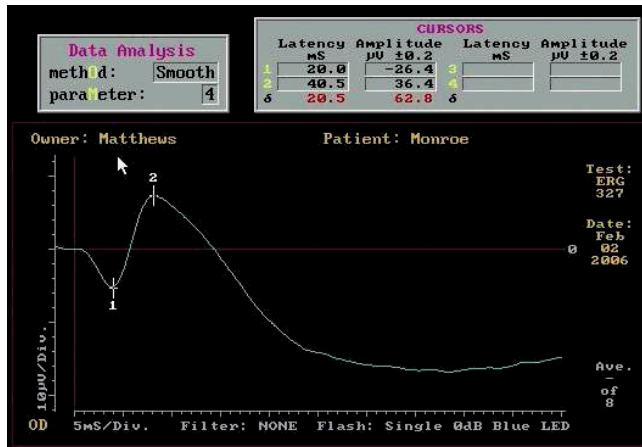 Data Analysis
methOd: Smooth
paraMeter: 4
CURSORS
Latency Amplitude Latency Amplitude
mS µV ±0.2 mS µV ±0.2
1 20.0 -26.4 3
2 40.5 36.4 4
δ 20.5 62.8 δ
Owner: Matthews Patient: Monroe
Test:
ERG
327
Date:
Feb
02
2006
2
0
1
10µV/Div.
Ave.
-
of
8
OD 5mS/Div. Filter: NONE Flash: Single 0dB Blue LED